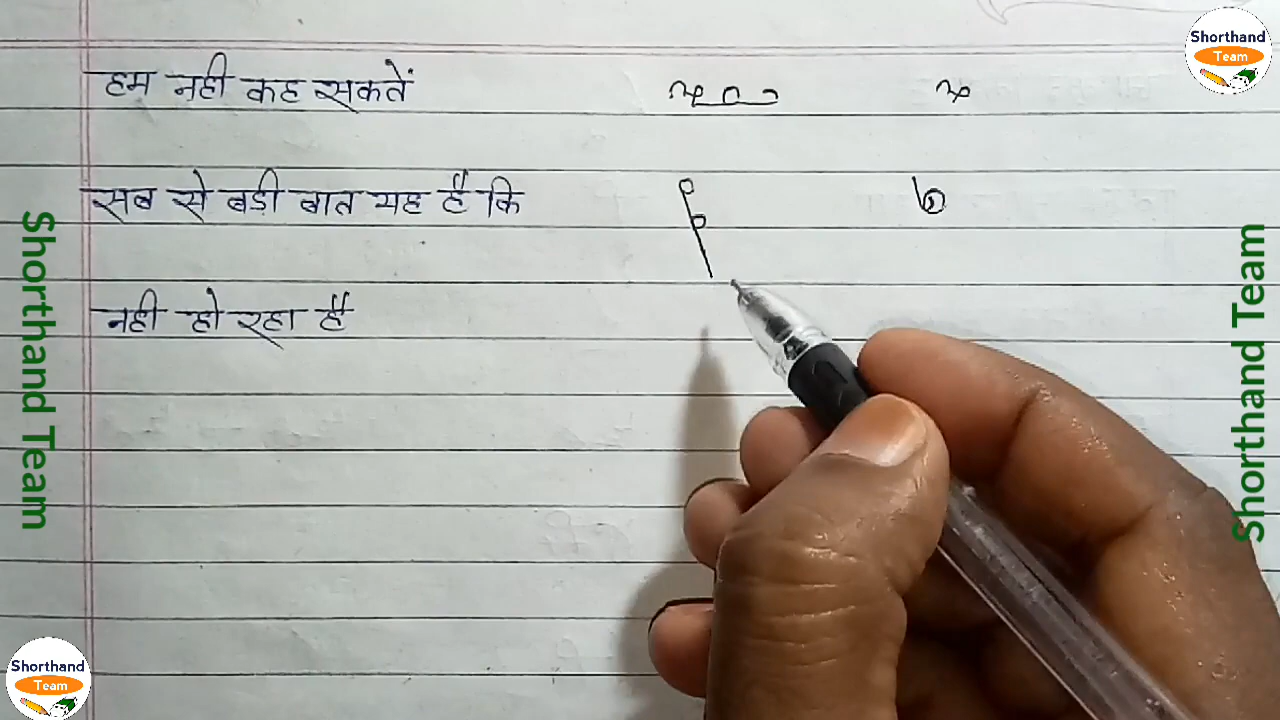 Shorthand
Team
हम नही कह सकतें
सब से बड़ी बात यह है कि
नही हो रहा है
Shorthand Team
Shorthand Team
Shorthand
Team